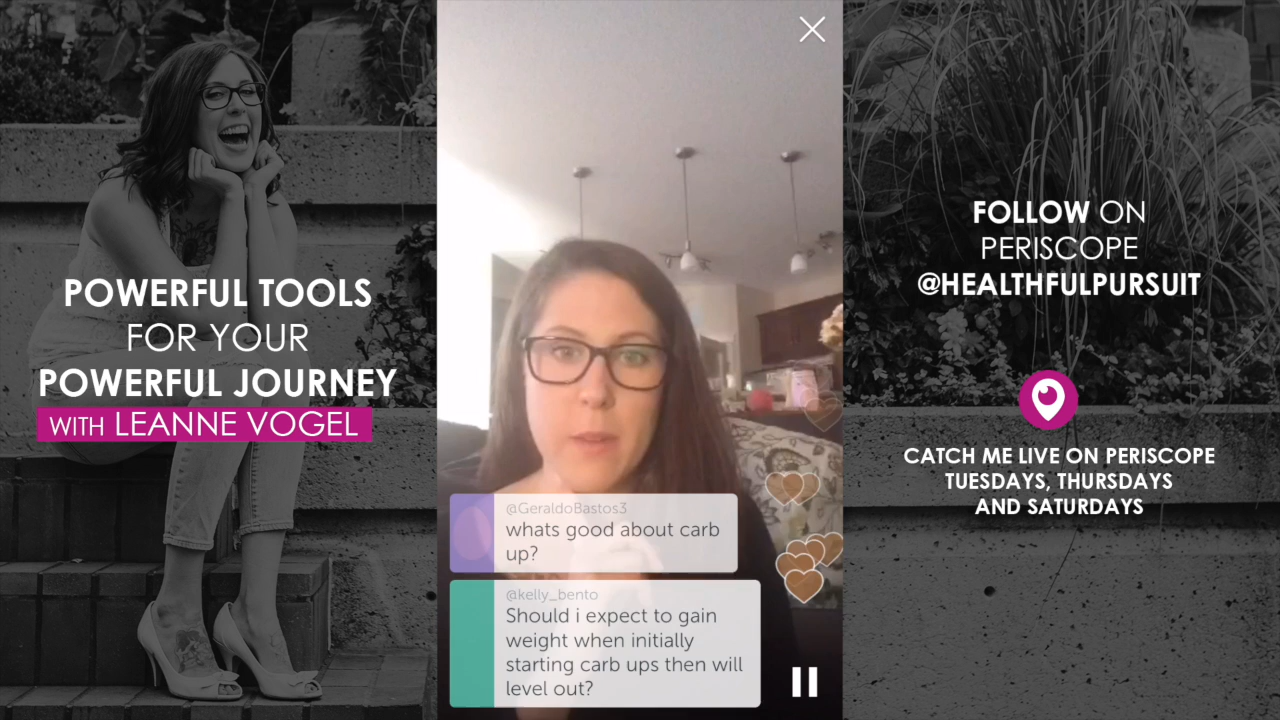 POWERFUL TOOLS
FOR YOUR
POWERFUL JOURNEY
WITH LEANNE VOGEL
@GeraldoBastos3
whats good about carb
up?
@kelly_bento
Should i expect to gain
weight when initially
starting carb ups then will
level out?
FOLLOW ON
PERISCOPE
@HEALTHFULPURSUIT
CATCH ME LIVE ON PERISCOPE
TUESDAYS, THURSDAYS
AND SATURDAYS